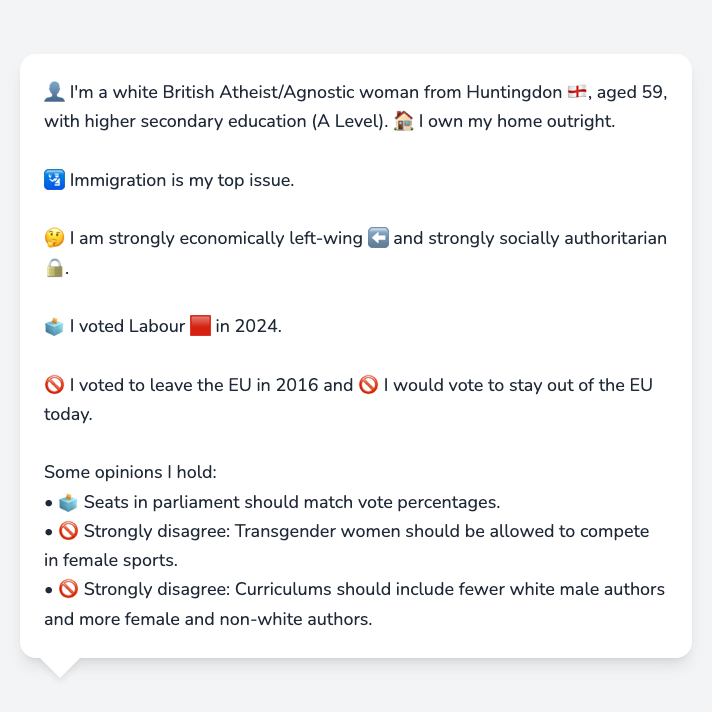 👤 I'm a white British Atheist/Agnostic woman from Huntingdon 🏴󠁧󠁢󠁥󠁮󠁧󠁿, aged 59,
with higher secondary education (A Level). 🏠 I own my home outright.
🛂 Immigration is my top issue.
🤔 I am strongly economically left-wing ⬅️ and strongly socially authoritarian
🔒.
🗳️ I voted Labour 🟥 in 2024.
🚫 I voted to leave the EU in 2016 and 🚫 I would vote to stay out of the EU
today.
Some opinions I hold:
• 🗳️ Seats in parliament should match vote percentages.
• 🚫 Strongly disagree: Transgender women should be allowed to compete
in female sports.
• 🚫 Strongly disagree: Curriculums should include fewer white male authors
and more female and non-white authors.